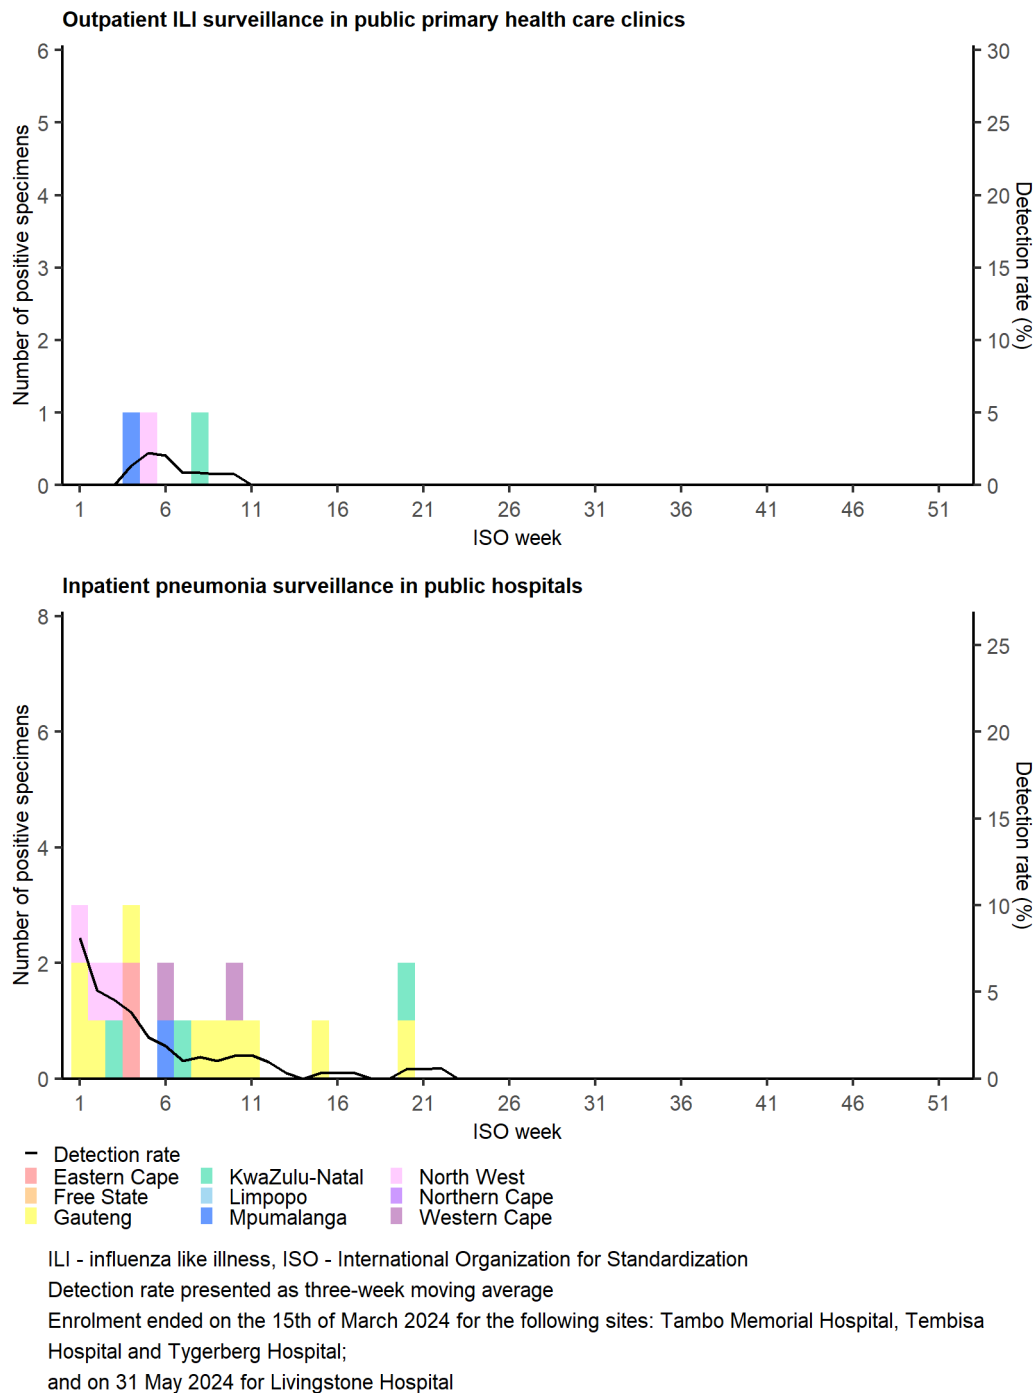 Outpatient ILI surveillance in public primary health care clinics
6
5
4
3
2
1
0
Number of positive specimens
30
25
20
15
10
5
0
Detection rate (%)
1 6 11 16 21 26 31 36 41 46 51
ISO week
Inpatient pneumonia surveillance in public hospitals
8
6
4
2
0
Number of positive specimens
25
20
15
10
5
0
Detection rate (%)
1 6 11 16 21 26 31 36 41 46 51
ISO week
Detection rate
Eastern Cape KwaZulu-Natal North West
Free State Limpopo Northern Cape
Gauteng Mpumalanga Western Cape
ILI - influenza like illness, ISO - International Organization for Standardization
Detection rate presented as three-week moving average
Enrolment ended on the 15th of March 2024 for the following sites: Tambo Memorial Hospital, Tembisa
Hospital and Tygerberg Hospital;
and on 31 May 2024 for Livingstone Hospital